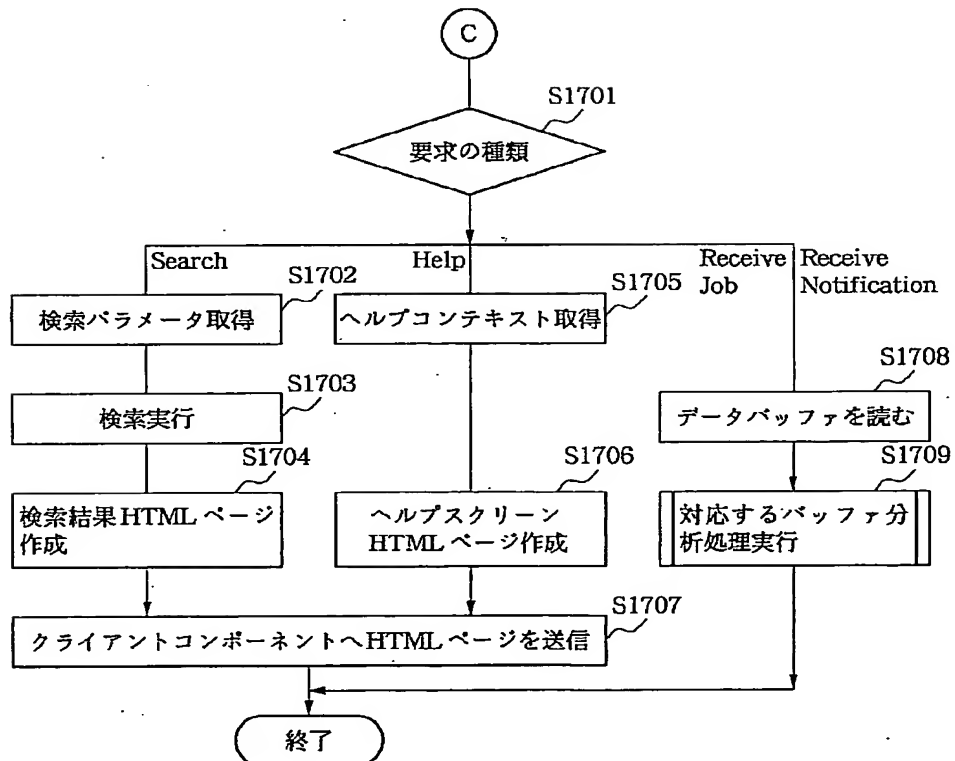 C
S1701
要求の種類
Search
Help
Receive
Job
Receive
Notification
S1702
検索パラメータ取得
S1705
ヘルプコンテキスト取得
S1703
検索実行
S1708
データバッファを読む
S1704
検索結果HTMLページ
作成
S1706
ヘルプスクリーン
HTMLページ作成
S1709
対応するバッファ分
析処理実行
S1707
クライアントコンポーネントへHTMLページを送信
終了